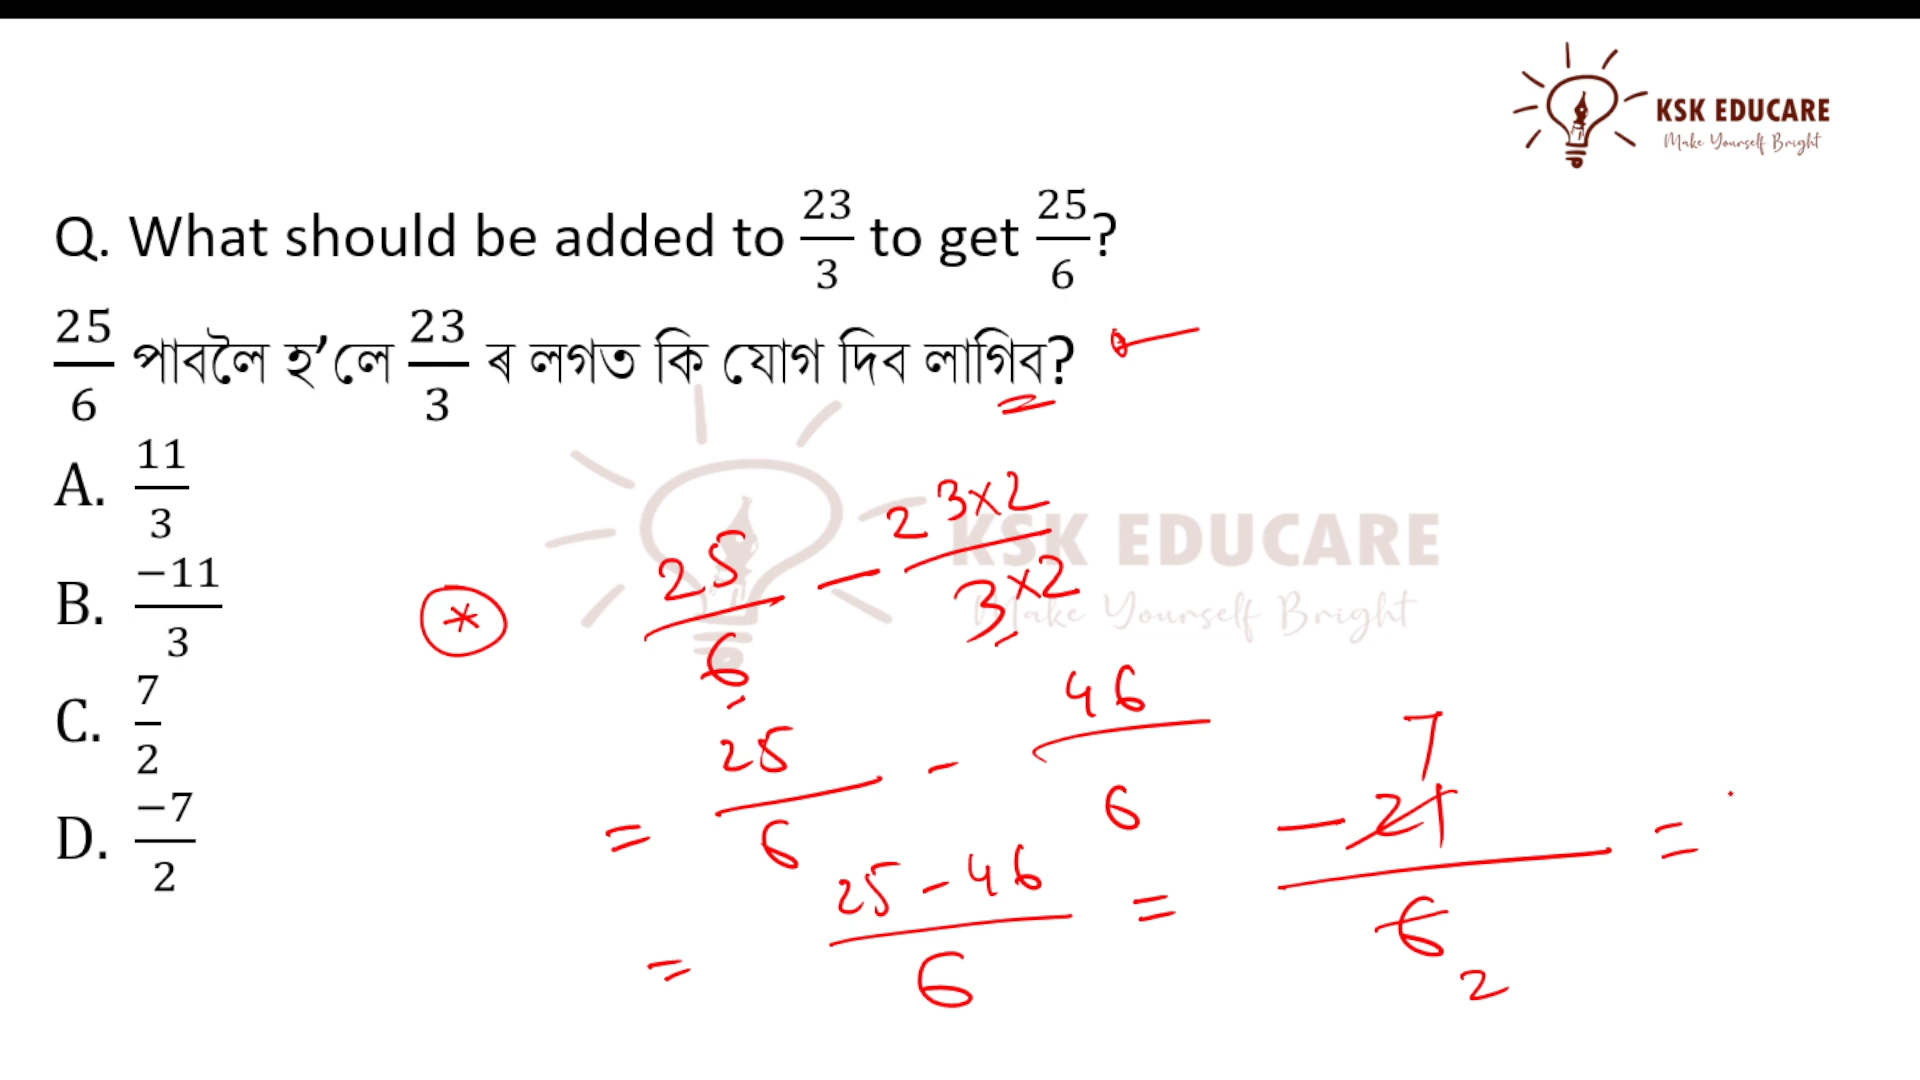 KSK EDUCARE
Make Yourself Bright
Q. What should be added to 23/3 to get 25/6?
25/6 পাবলৈ হ’লে 23/3 ৰ লগত কি যোগ দিব লাগিব?
A. 11/3
B. −11/3
C. 7/2
D. −7/2
KSK EDUCARE
Make Yourself Bright
* 25/6 − 23×2/3×2
= 25/6 - 46/6
= 25-46/6 = -21/6 =
7
2